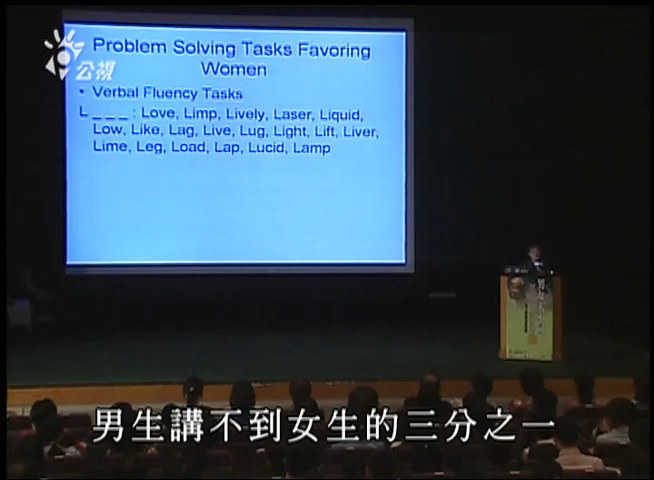 公視
Problem Solving Tasks Favoring
Women
• Verbal Fluency Tasks
L _ _ _ : Love, Limp, Lively, Laser, Liquid,
Low, Like, Lag, Live, Lug, Light, Lift, Liver,
Lime, Leg, Load, Lap, Lucid, Lamp
男生講不到女生的三分之一